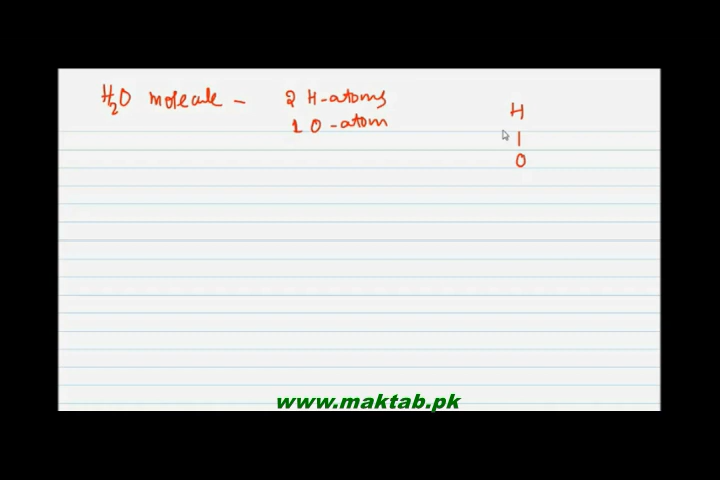 H₂O molecule - 2 H-atoms
1 O-atom
H
|
O
www.maktab.pk